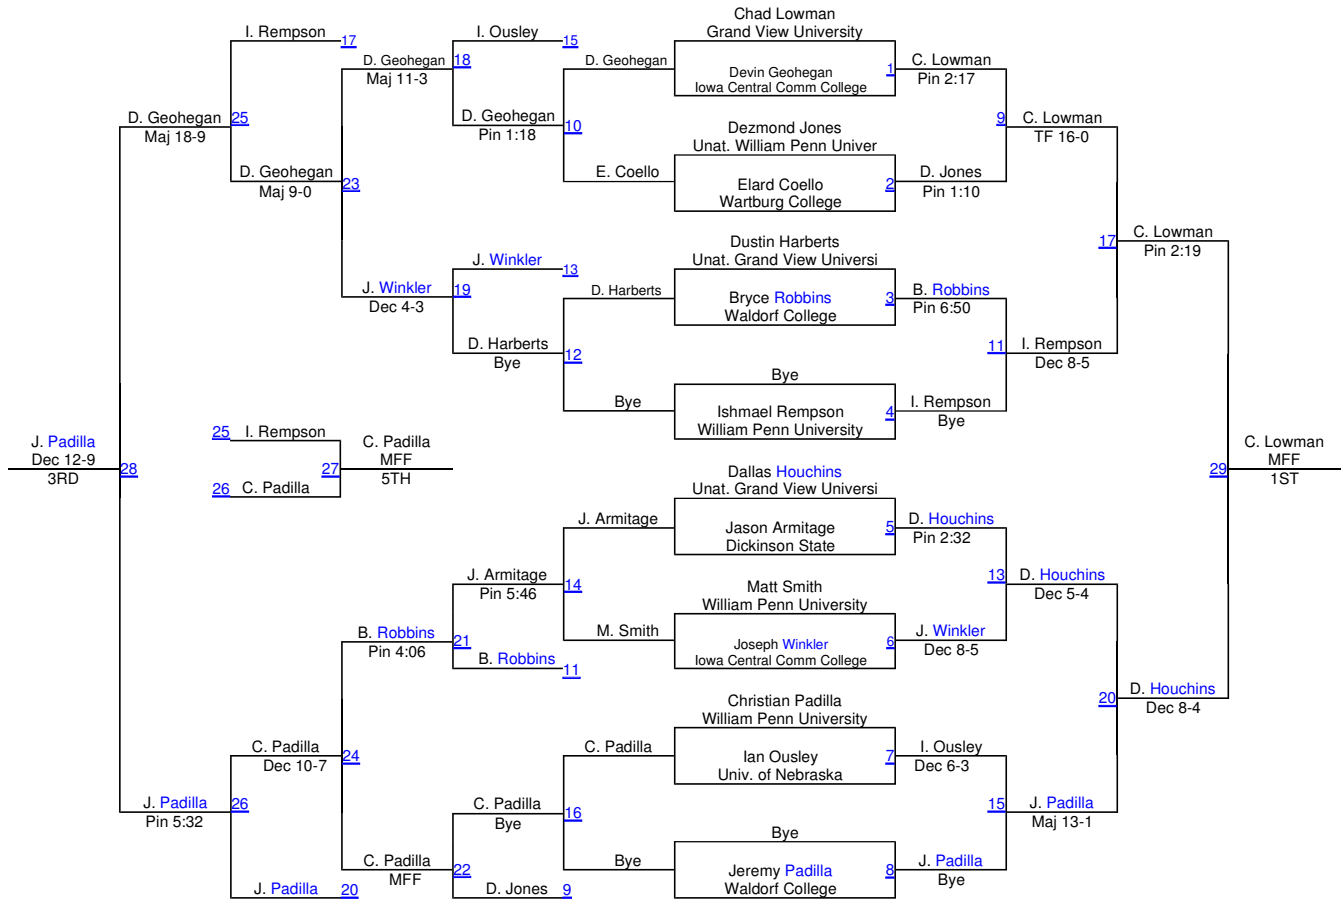 Chad Lowman
Grand View University
I. Rempson
17
I. Ousley
15
D. Geohegan
Maj 11-3
18
D. Geohegan
Devin Geohegan
Iowa Central Comm College
1
C. Lowman
Pin 2:17
D. Geohegan
Maj 18-9
25
D. Geohegan
Pin 1:18
10
Dezmond Jones
Unat. William Penn Univer
9
C. Lowman
TF 16-0
D. Geohegan
Maj 9-0
23
E. Coello
Elard Coello
Wartburg College
2
D. Jones
Pin 1:10
17
C. Lowman
Pin 2:19
Dustin Harberts
Unat. Grand View Universi
J. Winkler
13
J. Winkler
Dec 4-3
19
D. Harberts
Bryce Robbins
Waldorf College
3
B. Robbins
Pin 6:50
D. Harberts
Bye
12
11
I. Rempson
Dec 8-5
Bye
Bye
Ishmael Rempson
William Penn University
4
I. Rempson
Bye
J. Padilla
Dec 12-9
3RD
28
25
I. Rempson
26
C. Padilla
27
C. Padilla
MFF
5TH
29
C. Lowman
MFF
1ST
Dallas Houchins
Unat. Grand View Universi
J. Armitage
Jason Armitage
Dickinson State
5
D. Houchins
Pin 2:32
J. Armitage
Pin 5:46
14
Matt Smith
William Penn University
13
D. Houchins
Dec 5-4
B. Robbins
Pin 4:06
21
M. Smith
Joseph Winkler
Iowa Central Comm College
6
J. Winkler
Dec 8-5
B. Robbins
11
Christian Padilla
William Penn University
20
D. Houchins
Dec 8-4
C. Padilla
Dec 10-7
24
C. Padilla
Ian Ousley
Univ. of Nebraska
7
I. Ousley
Dec 6-3
J. Padilla
Pin 5:32
26
C. Padilla
Bye
16
Bye
15
J. Padilla
Maj 13-1
C. Padilla
MFF
22
Bye
Jeremy Padilla
Waldorf College
8
J. Padilla
Bye
J. Padilla
20
D. Jones
9